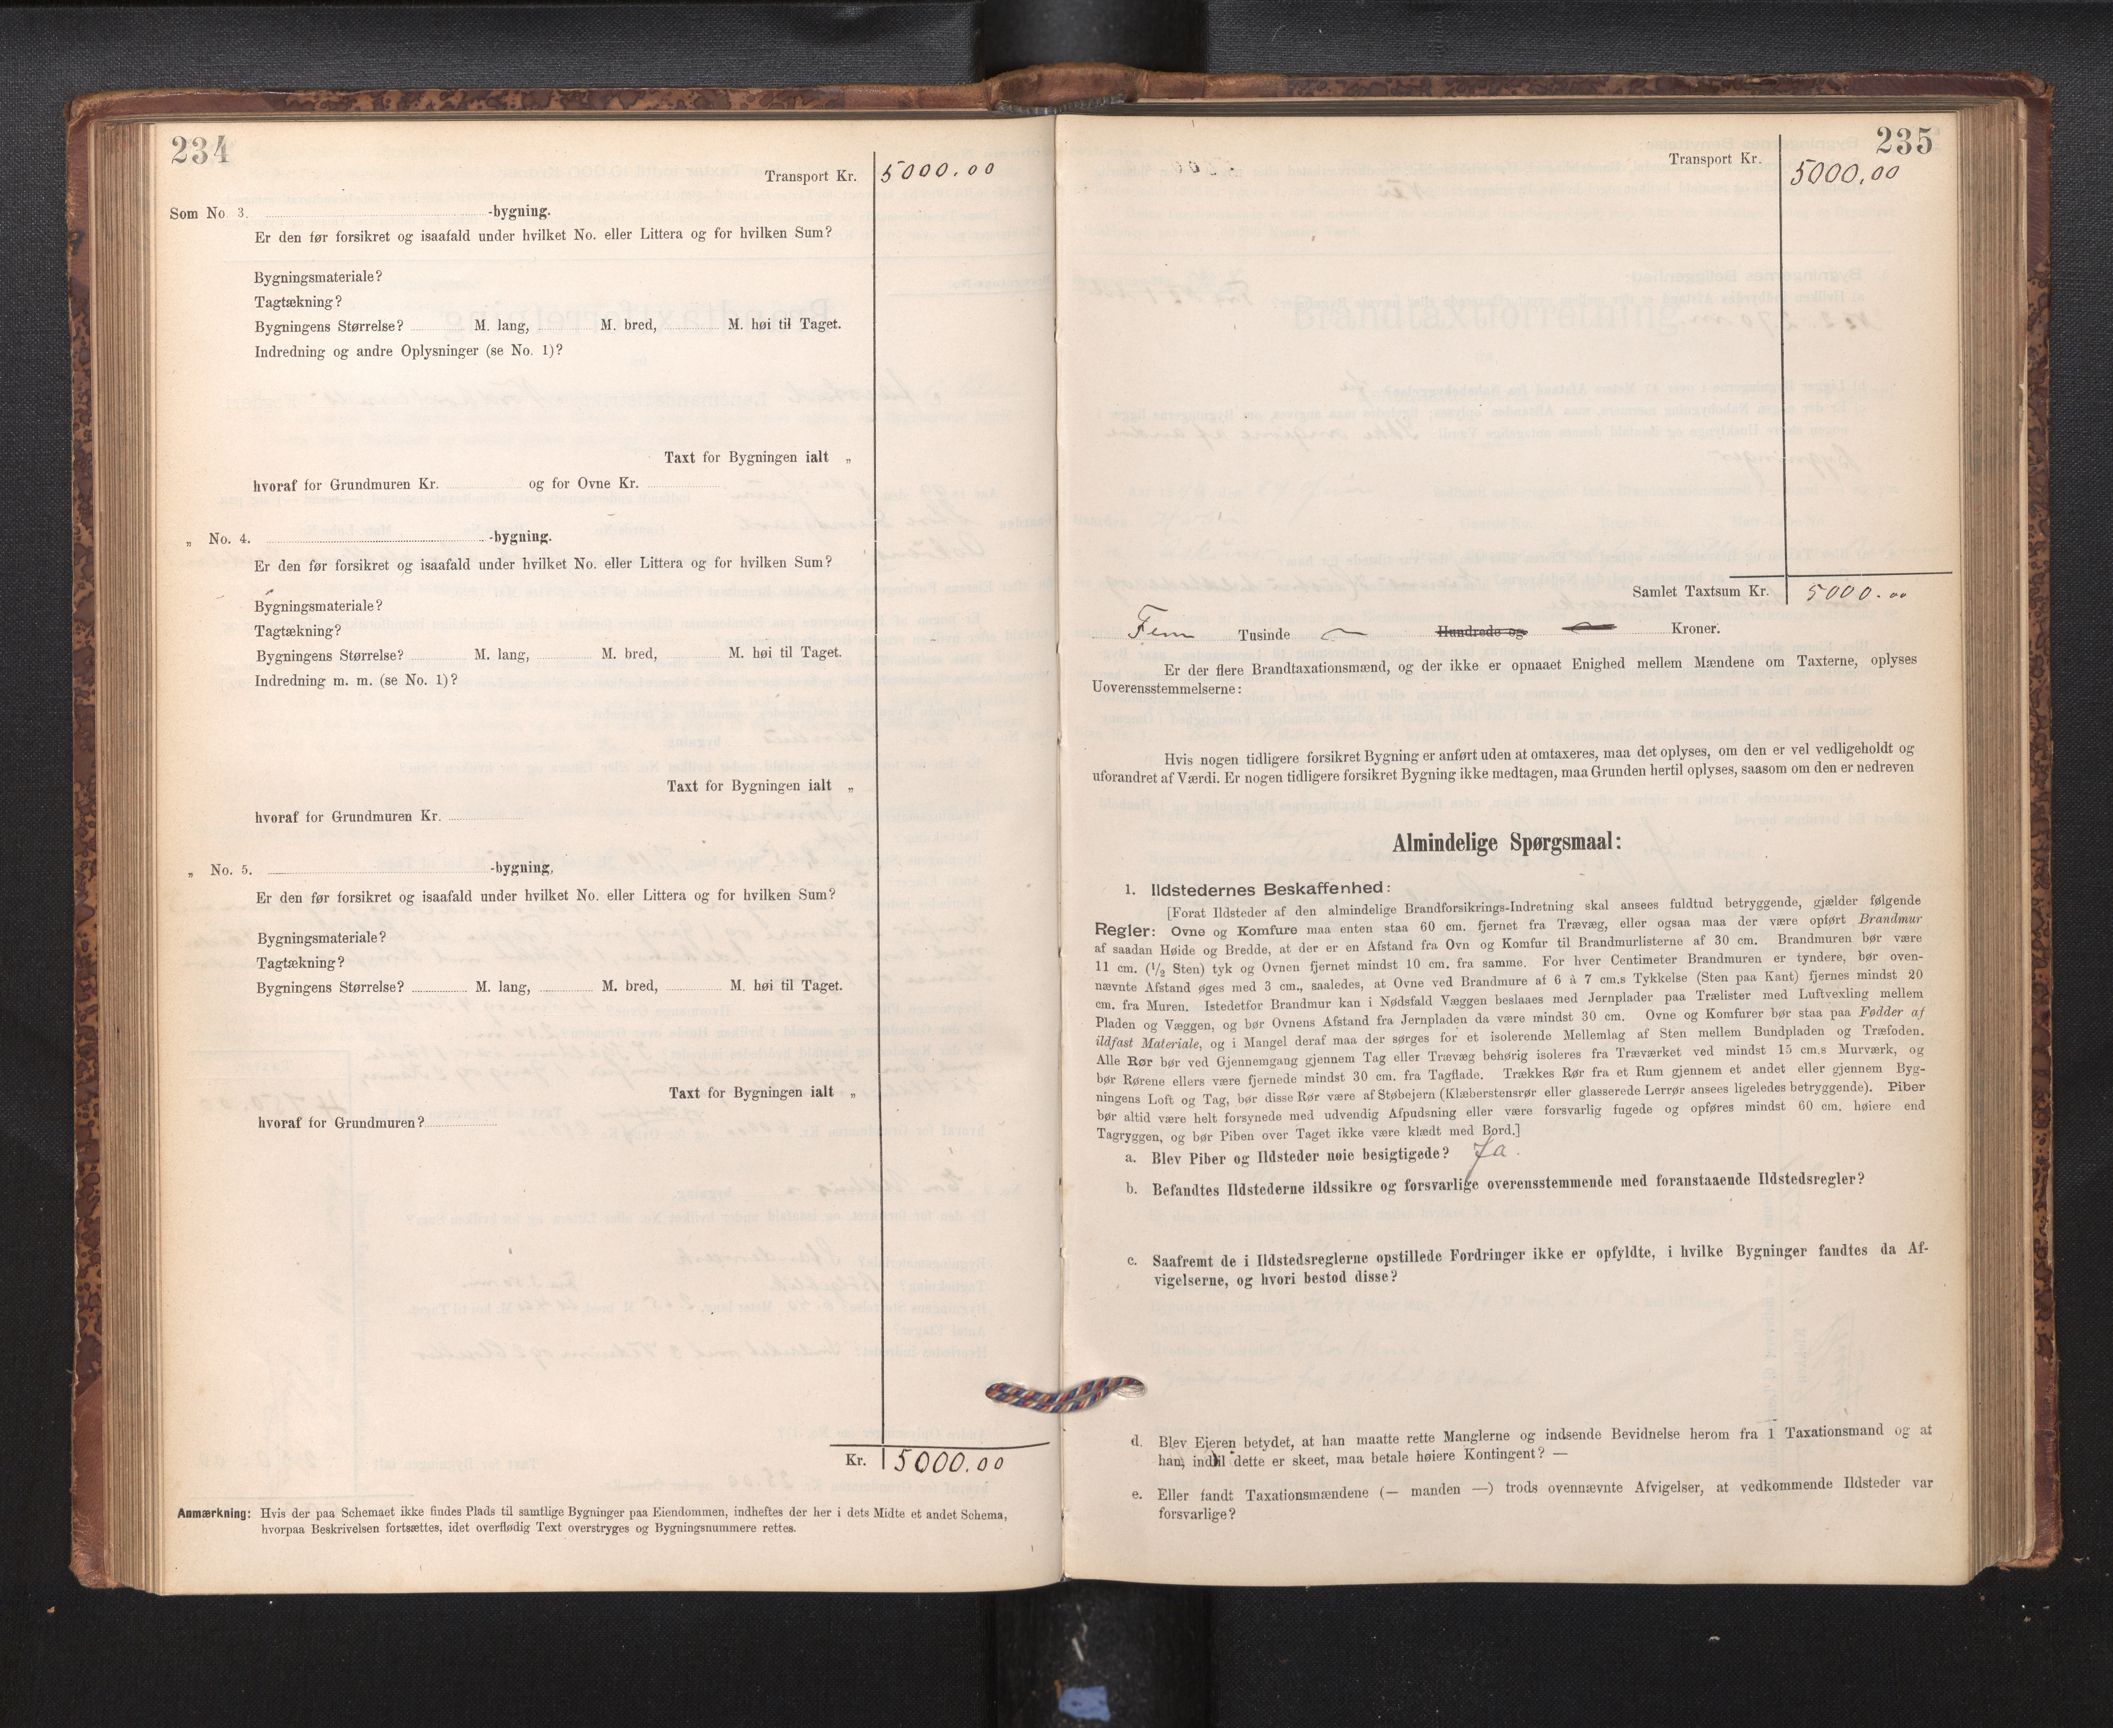 234
Transport Kr. 5000.00
Som No. 3. -bygning.
Er den før forsikret og isaafald under hvilket No. eller Littera og for hvilken Sum?
Bygningsmateriale?
Tagtækning?
Bygningens Størrelse? M. lang, M. bred, M. høi til Taget.
Indredning og andre Oplysninger (se No. 1)?
Taxt for Bygningen ialt „
hvoraf for Grundmuren Kr. og for Ovne Kr.
„ No. 4. -bygning.
Er den før forsikret og isaafald under hvilket No. eller Littera og for hvilken Sum?
Bygningsmateriale?
Tagtækning?
Bygningens Størrelse? M. lang, M. bred, M. høi til Taget.
Indredning m. m. (se No. 1)?
Taxt for Bygningen ialt „
hvoraf for Grundmuren Kr.
„ No. 5. -bygning,
Er den før forsikret og isaafald under hvilket No. eller Littera og for hvilken Sum?
Bygningsmateriale?
Tagtækning?
Bygningens Størrelse? M. lang, M. bred, M. høi til Taget.
Taxt for Bygningen ialt „
hvoraf for Grundmuren?
Kr. 5000.00
Anmærkning: Hvis der paa Schemaet ikke findes Plads til samtlige Bygninger paa Eiendommen, indheftes der her i dets Midte et andet Schema,
hvorpaa Beskrivelsen fortsættes, idet overflødig Text overstryges og Bygningsnummere rettes.
235
Transport Kr. 5000.00
Samlet Taxtsum Kr. 5000.00
Fem Tusinde Hundrede og Kroner.
Er der flere Brandtaxationsmænd, og der ikke er opnaaet Enighed mellem Mændene om Taxterne, oplyses
Uoverensstemmelserne:
Hvis nogen tidligere forsikret Bygning er anført uden at omtaxeres, maa det oplyses, om den er vel vedligeholdt og
uforandret af Værdi. Er nogen tidligere forsikret Bygning ikke medtagen, maa Grunden hertil oplyses, saasom om den er nedreven
Almindelige Spørgsmaal:
1. Ildstedernes Beskaffenhed:
[Forat Ildsteder af den almindelige Brandforsikrings-Indretning skal ansees fuldtud betryggende, gjælder følgende
Regler: Ovne og Komfure maa enten staa 60 cm. fjernet fra Trævæg, eller ogsaa maa der være opført Brandmur
af saadan Høide og Bredde, at der er en Afstand fra Ovn og Komfur til Brandmurlisterne af 30 cm. Brandmuren bør være
11 cm. (1/2 Sten) tyk og Ovnen fjernet mindst 10 cm. fra samme. For hver Centimeter Brandmuren er tyndere, bør oven-
nævnte Afstand øges med 3 cm., saaledes, at Ovne ved Brandmure af 6 à 7 cm.s Tykkelse (Sten paa Kant) fjernes mindst 20
cm. fra Muren. Istedetfor Brandmur kan i Nødsfald Væggen beslaaes med Jernplader paa Trælister med Luftvexling mellem
Pladen og Væggen, og bør Ovnens Afstand fra Jernpladen da være mindst 30 cm. Ovne og Komfurer bør staa paa Fødder af
ildfast Materiale, og i Mangel deraf maa der sørges for et isolerende Mellemlag af Sten mellem Bundpladen og Træfoden.
Alle Rør bør ved Gjennemgang gjennem Tag eller Trævæg behørig isoleres fra Træværket ved mindst 15 cm.s Murværk, og
bør Rørene ellers være fjernede mindst 30 cm. fra Tagflade. Trækkes Rør fra et Rum gjennem et andet eller gjennem Byg-
ningens Loft og Tag, bør disse Rør være af Støbejern (Klæberstensrør eller glasserede Lerrør ansees ligeledes betryggende). Piber
bør altid være helt forsynede med udvendig Afpudsning eller være forsvarlig fugede og opføres mindst 60 cm. høiere end
Tagryggen, og bør Piben over Taget ikke være klædt med Bord.]
a. Blev Piber og Ildsteder nøie besigtigede? Ja.
b. Befandtes Ildstederne ildssikre og forsvarlige overensstemmende med foranstaaende Ildstedsregler?
c. Saafremt de i Ildstedsreglerne opstillede Fordringer ikke er opfyldte, i hvilke Bygninger fandtes da Af-
vigelserne, og hvori bestod disse?
d. Blev Eieren betydet, at han maatte rette Manglerne og indsende Bevidnelse herom fra 1 Taxationsmand og at
han, indtil dette er skeet, maa betale høiere Kontingent? —
e. Eller fandt Taxationsmændene (— manden —) trods ovennævnte Afvigelser, at vedkommende Ildsteder var
forsvarlige?